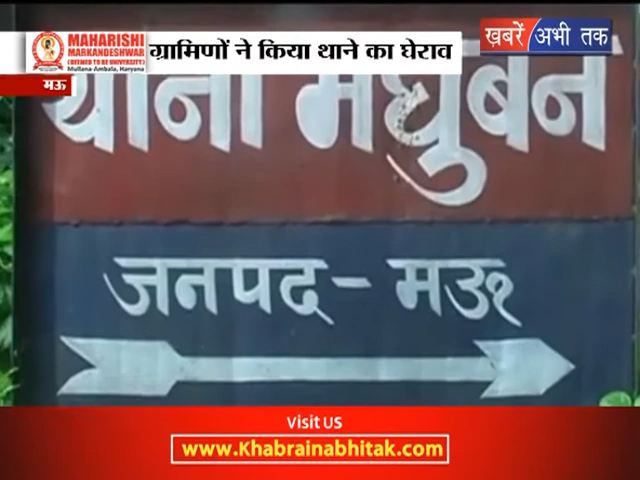 MAHARISHI
MARKANDESHWAR
(DEEMED TO BE UNIVERSITY)
Mullana-Ambala, Haryana
ग्रामिणों ने किया थाने का घेराव
ख़बरें अभी तक
मऊ
थाना मधुबन
जनपद - मऊ
Visit US
www.Khabrainabhitak.com